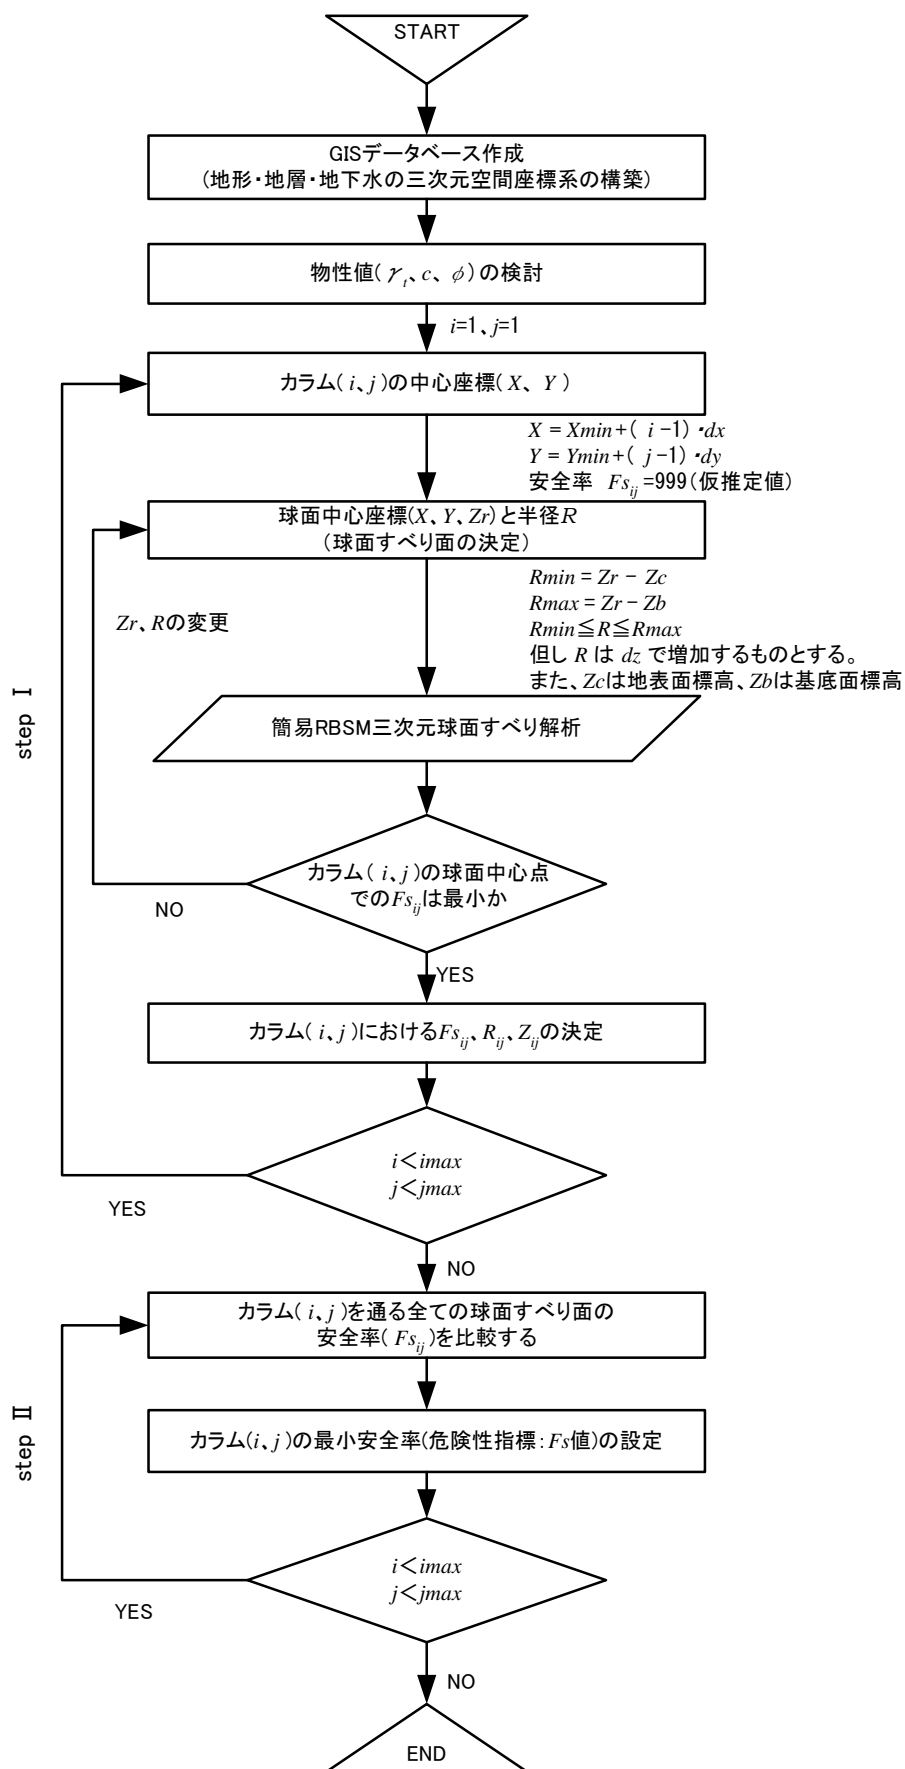 START
GISデータベース作成
(地形・地層・地下水の三次元空間座標系の構築)
物性値(γt、c、φ)の検討
i=1、j=1
カラム(i、j)の中心座標(X、Y)
X = Xmin+( i -1) ・dx
Y = Ymin+( j -1) ・dy
安全率 Fsij =999(仮推定値)
球面中心座標(X、Y、Zr)と半径R
(球面すべり面の決定)
Rmin = Zr - Zc
Rmax = Zr - Zb
Rmin≦R≦Rmax
但し R は dz で増加するものとする。
また、Zcは地表面標高、Zbは基底面標高
Zr、Rの変更
step Ⅰ
簡易RBSM三次元球面すべり解析
カラム(i、j)の球面中心点
でのFsijは最小か
NO
YES
カラム(i、j)におけるFsij、Rij、Zijの決定
i<imax
j<jmax
YES
NO
カラム(i、j)を通る全ての球面すべり面の
安全率(Fsij)を比較する
step Ⅱ
カラム(i、j)の最小安全率(危険性指標:Fs値)の設定
i<imax
j<jmax
YES
NO
END